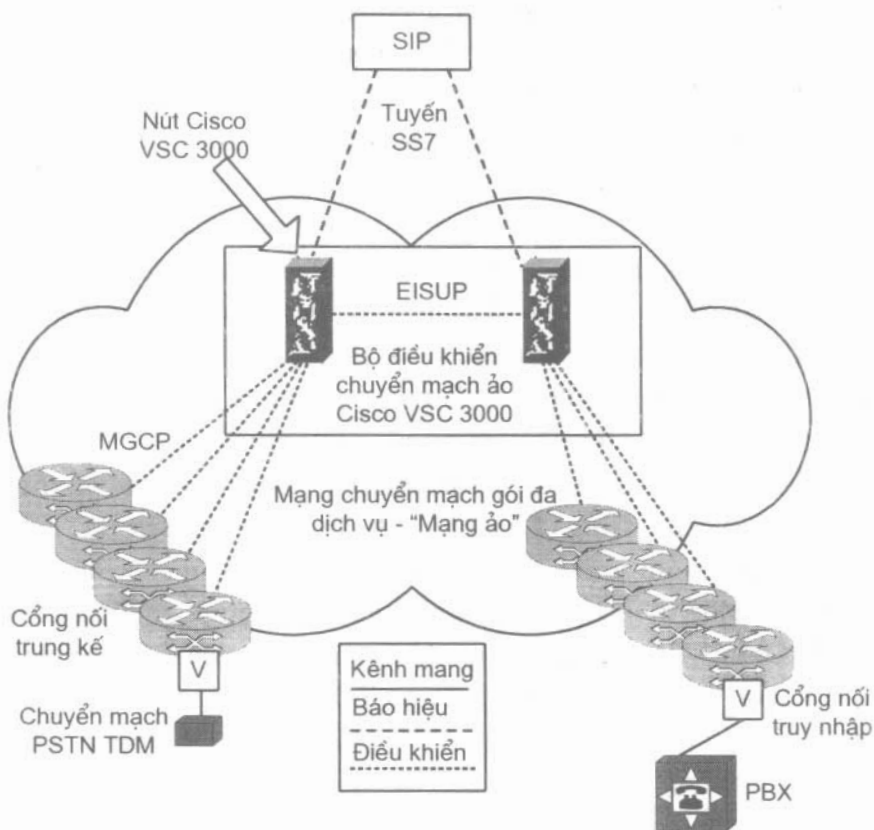 SIP
Tuyến
SS7
Nút Cisco
VSC 3000
EISUP
Bộ điều khiển
chuyển mạch ảo
Cisco VSC 3000
MGCP
Mạng chuyển mạch gói đa
dịch vụ - “Mạng ảo”
Cổng nối
trung kế
V
Chuyển mạch
PSTN TDM
Kênh mang
Báo hiệu
Điều khiển
V
Cổng nối
truy nhập
PBX